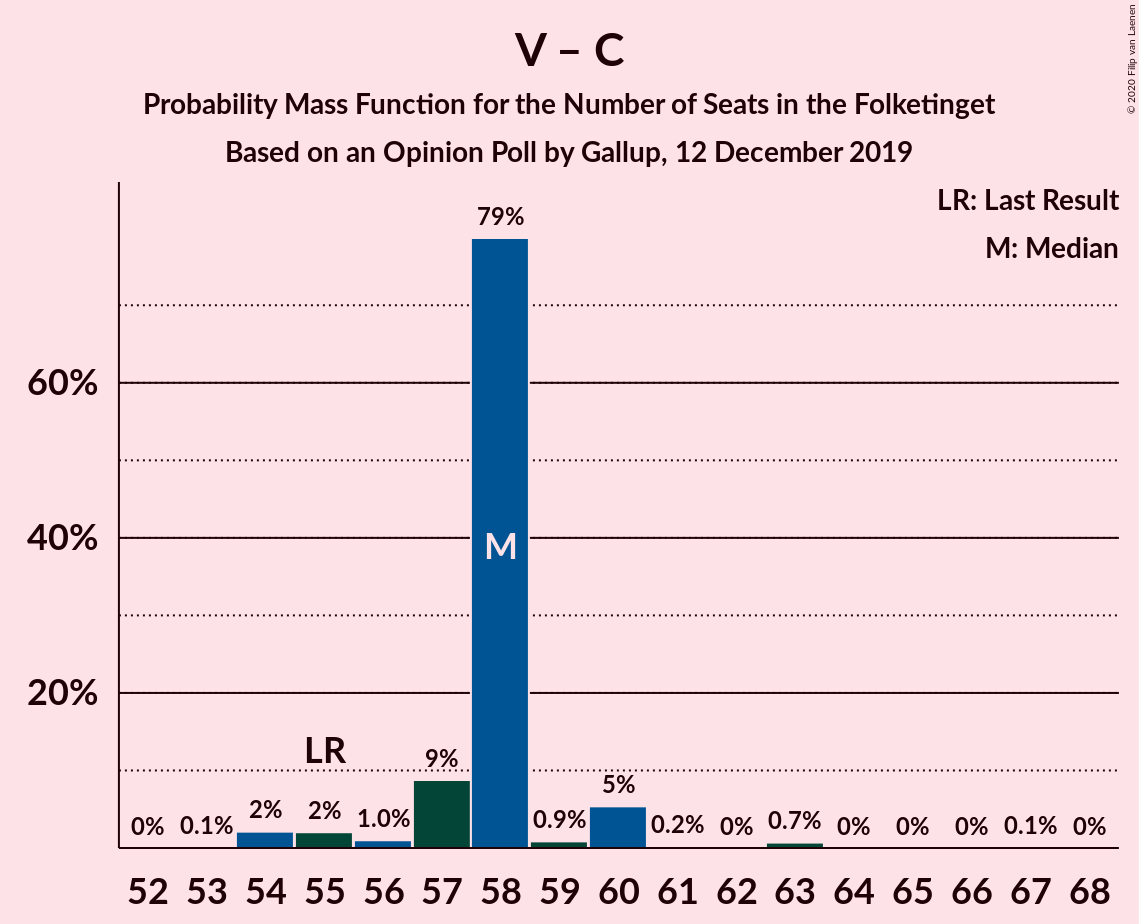 V – C
Probability Mass Function for the Number of Seats in the Folketinget
Based on an Opinion Poll by Gallup, 12 December 2019
© 2020 Filip van Laenen
LR: Last Result
M: Median
60%
40%
20%
0%
0.1%
2%
LR
2%
1.0%
9%
79%
M
0.9%
5%
0.2%
0%
0.7%
0%
0%
0%
0.1%
0%
52 53 54 55 56 57 58 59 60 61 62 63 64 65 66 67 68